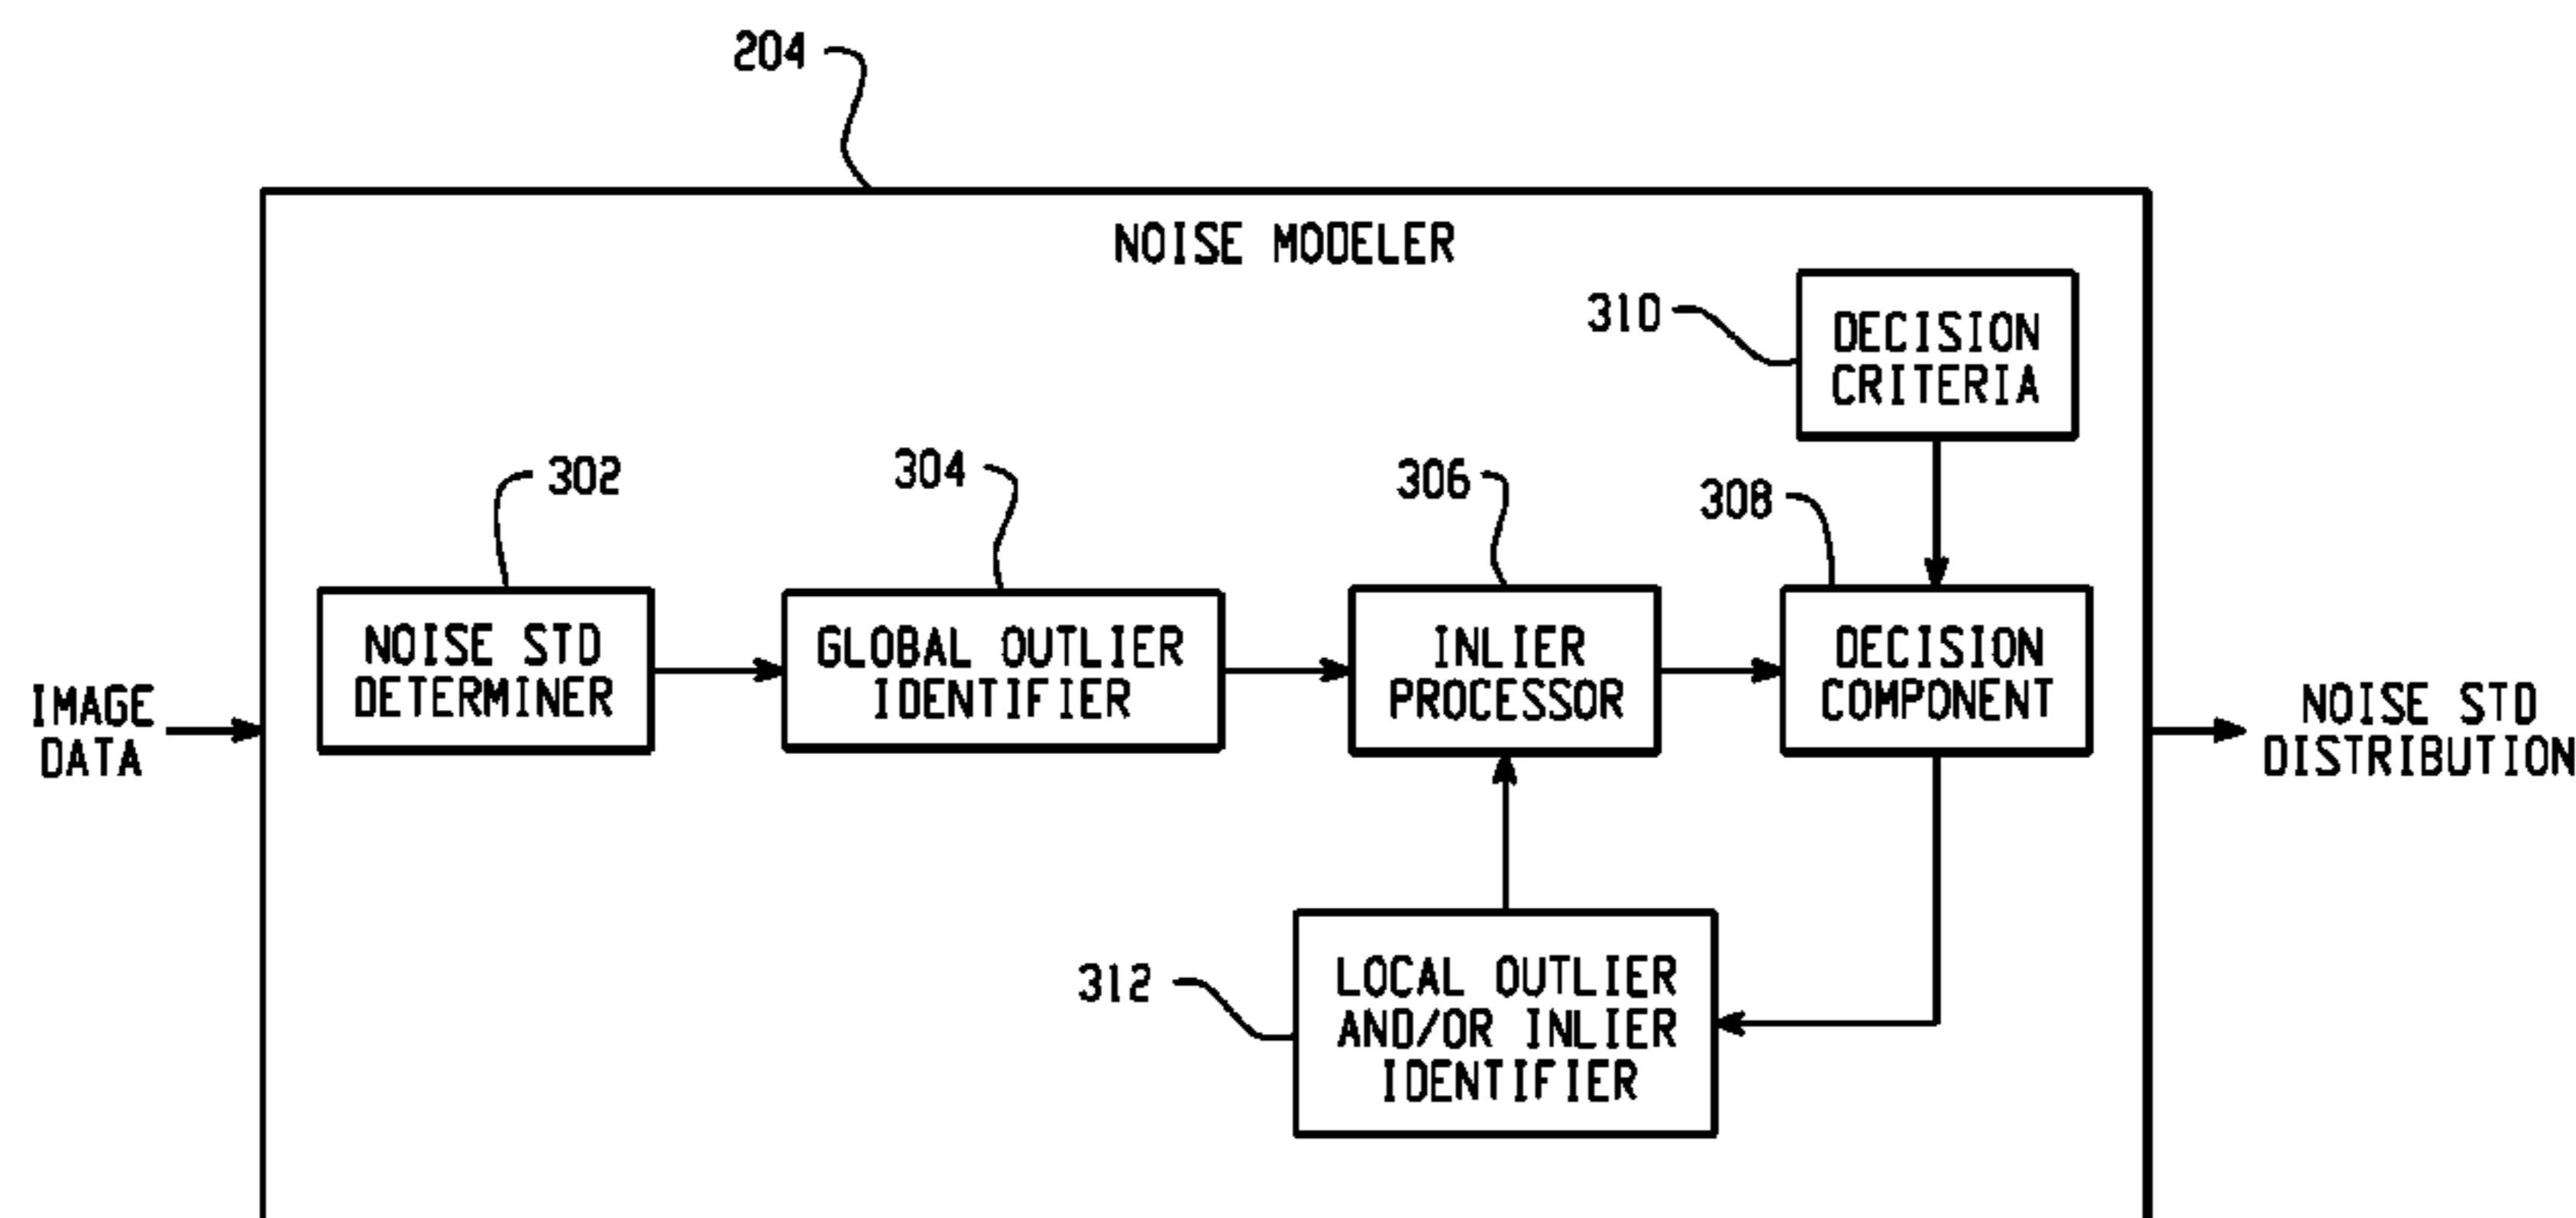 204
NOISE MODELER
310
DECISION
CRITERIA
302
304
306
308
NOISE STD
DETERMINER
GLOBAL OUTLIER
IDENTIFIER
INLIER
PROCESSOR
DECISION
COMPONENT
IMAGE
DATA
NOISE STD
DISTRIBUTION
312
LOCAL OUTLIER
AND/OR INLIER
IDENTIFIER